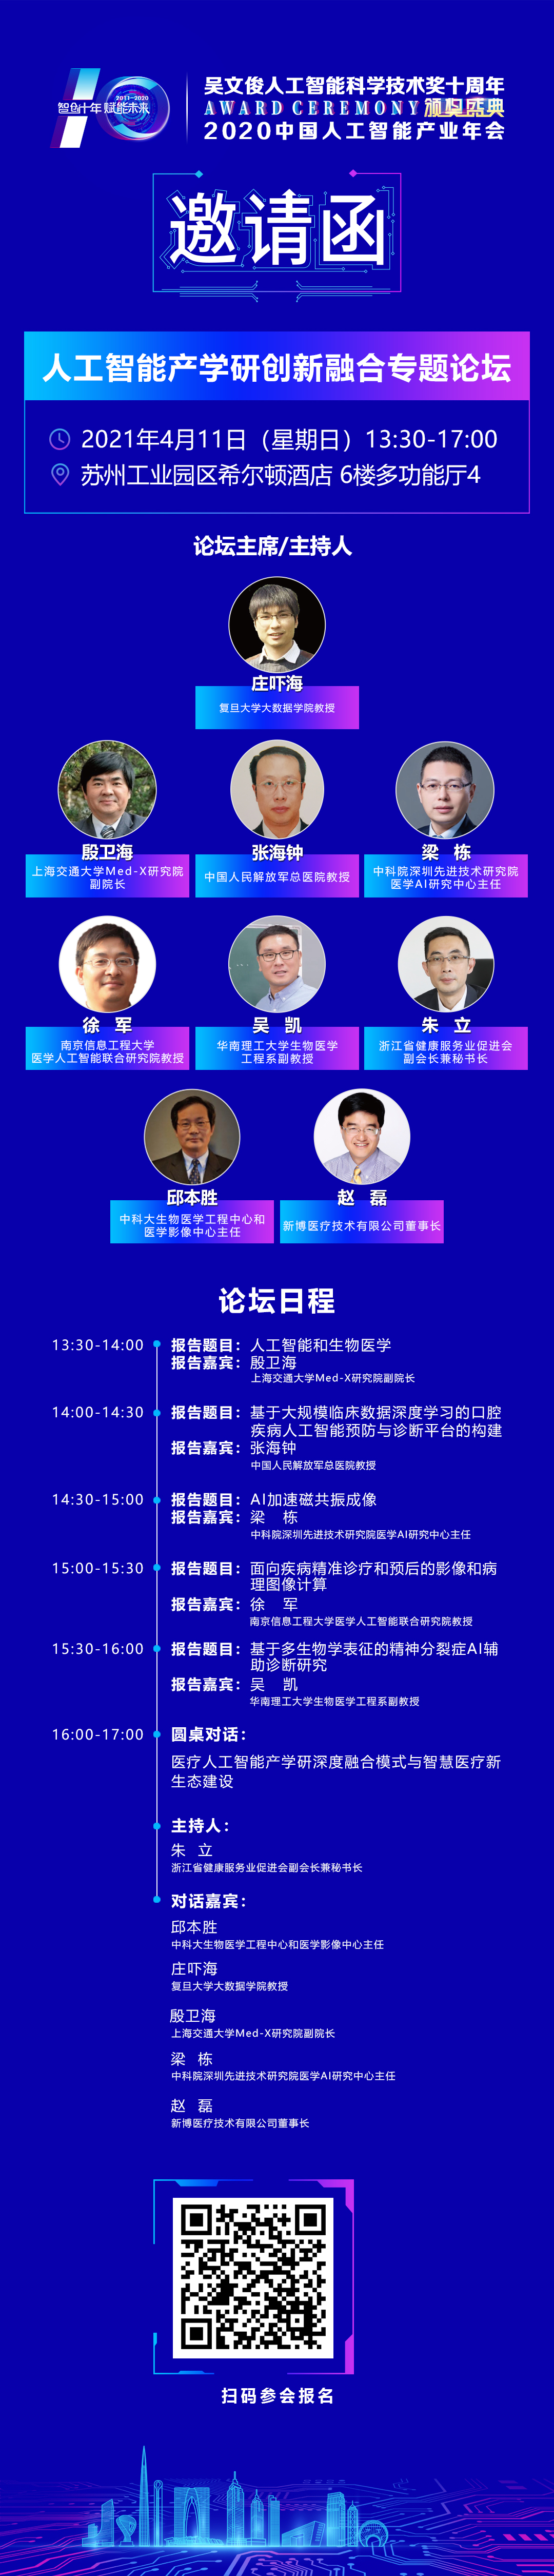 2011-2020
智创十年 赋能未来
吴文俊人工智能科学技术奖十周年
AWARD CEREMONY 颁奖盛典
2020中国人工智能产业年会
邀请函
人工智能产学研创新融合专题论坛
2021年4月11日（星期日）13:30-17:00
苏州工业园区希尔顿酒店 6楼多功能厅4
论坛主席/主持人
庄吓海
复旦大学大数据学院教授
殷卫海
上海交通大学Med-X研究院
副院长
张海钟
中国人民解放军总医院教授
梁 栋
中科院深圳先进技术研究院
医学AI研究中心主任
徐 军
南京信息工程大学
医学人工智能联合研究院教授
吴 凯
华南理工大学生物医学
工程系副教授
朱 立
浙江省健康服务业促进会
副会长兼秘书长
邱本胜
中科大生物医学工程中心和
医学影像中心主任
赵 磊
新博医疗技术有限公司董事长
论坛日程
13:30-14:00 报告题目：人工智能和生物医学
报告嘉宾：殷卫海
上海交通大学Med-X研究院副院长
14:00-14:30 报告题目：基于大规模临床数据深度学习的口腔
疾病人工智能预防与诊断平台的构建
报告嘉宾：张海钟
中国人民解放军总医院教授
14:30-15:00 报告题目：AI加速磁共振成像
报告嘉宾：梁 栋
中科院深圳先进技术研究院医学AI研究中心主任
15:00-15:30 报告题目：面向疾病精准诊疗和预后的影像和病
理图像计算
报告嘉宾：徐 军
南京信息工程大学医学人工智能联合研究院教授
15:30-16:00 报告题目：基于多生物学表征的精神分裂症AI辅
助诊断研究
报告嘉宾：吴 凯
华南理工大学生物医学工程系副教授
16:00-17:00 圆桌对话：
医疗人工智能产学研深度融合模式与智慧医疗新
生态建设
主持人：
朱 立
浙江省健康服务业促进会副会长兼秘书长
对话嘉宾：
邱本胜
中科大生物医学工程中心和医学影像中心主任
庄吓海
复旦大学大数据学院教授
殷卫海
上海交通大学Med-X研究院副院长
梁 栋
中科院深圳先进技术研究院医学AI研究中心主任
赵 磊
新博医疗技术有限公司董事长
扫码参会报名